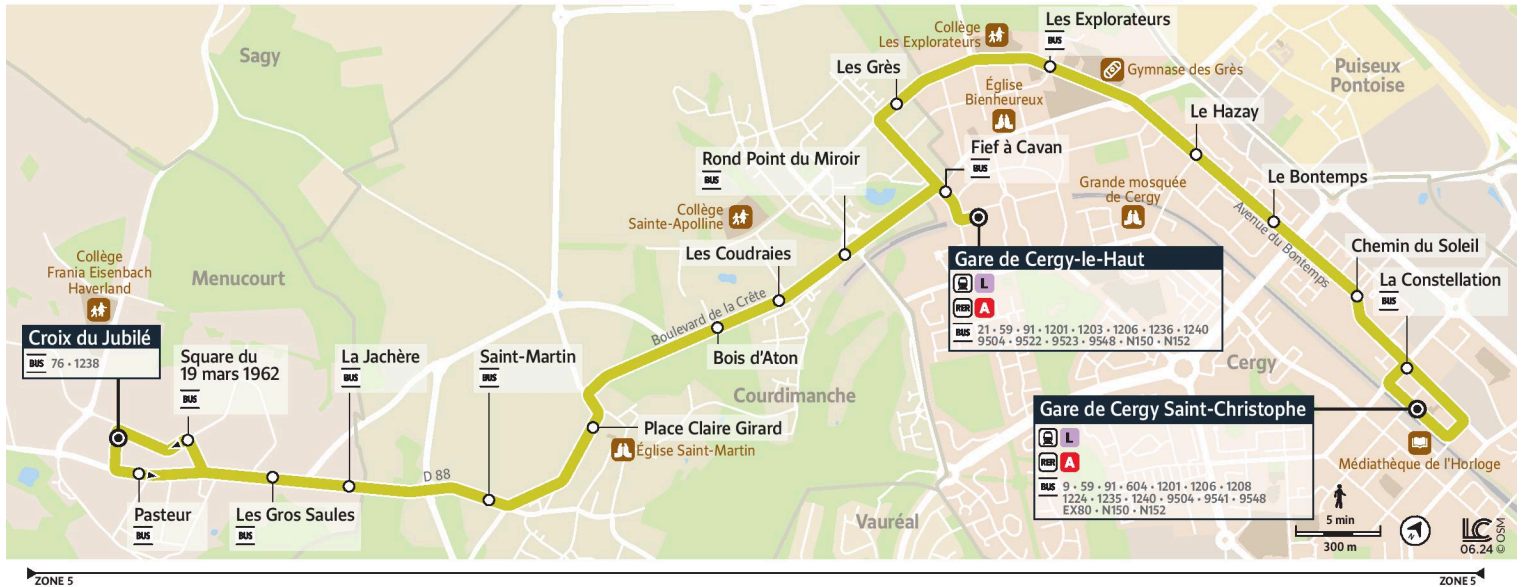 Sagy
Collège
Les Explorateurs
Les Explorateurs
BUS
Gymnase des Grès
Puiseux
Pontoise
Les Grès
Église
Bienheureux
Le Hazay
Rond Point du Miroir
BUS
Fief à Cavan
BUS
Collège
Sainte-Apolline
Grande mosquée
de Cergy
Le Bontemps
Avenue du Bontemps
Chemin du Soleil
Les Coudraies
Collège
Frania Eisenbach
Haverland
Menucourt
Gare de Cergy-le-Haut
L
RER A
BUS 21 • 59 • 91 • 1201 • 1203 • 1206 • 1236 • 1240
9504 • 9522 • 9523 • 9548 • N150 • N152
La Constellation
BUS
Boulevard de la Crête
Croix du Jubilé
BUS 76 • 1238
Square du
19 mars 1962
BUS
La Jachère
BUS
Saint-Martin
BUS
Bois d'Aton
Cergy
Courdimanche
Place Claire Girard
Église Saint-Martin
Gare de Cergy Saint-Christophe
L
RER A
BUS 9 • 59 • 91 • 604 • 1201 • 1206 • 1208
1224 • 1235 • 1240 • 9504 • 9541 • 9548
EX80 • N150 • N152
Médiathèque de l'Horloge
D 88
Pasteur
BUS
Les Gros Saules
BUS
Vauréal
5 min
300 m
N
LC
06.24
© OSM
ZONE 5
ZONE 5